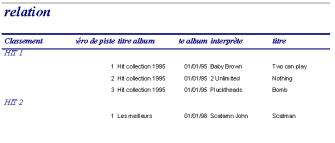 relation
Classement éro de piste titre album te album interprète titre
HIT 1
1 Hit collection 1995 01/01/95 Baby Brown Two can play
2 Hit collection 1995 01/01/95 2 Unlimited Nothing
3 Hit collection 1995 01/01/95 Plucktheads Bomb
HIT 2
1 Les meilleurs 01/01/98 Scatamn John Scatman